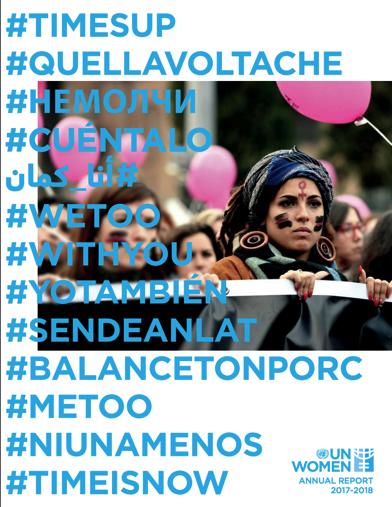 #TIMESUP
#QUELLAVOLTACHE
#НЕМОЛЧИ
#CUÉNTALO
#أنا_كمان
#WETOO
#WITHYOU
#YOTAMBIÉN
#SENDEANLAT
#BALANCETONPORC
#METOO
#NIUNAMENOS
#TIMEISNOW
UN
WOMEN
ANNUAL REPORT
2017-2018